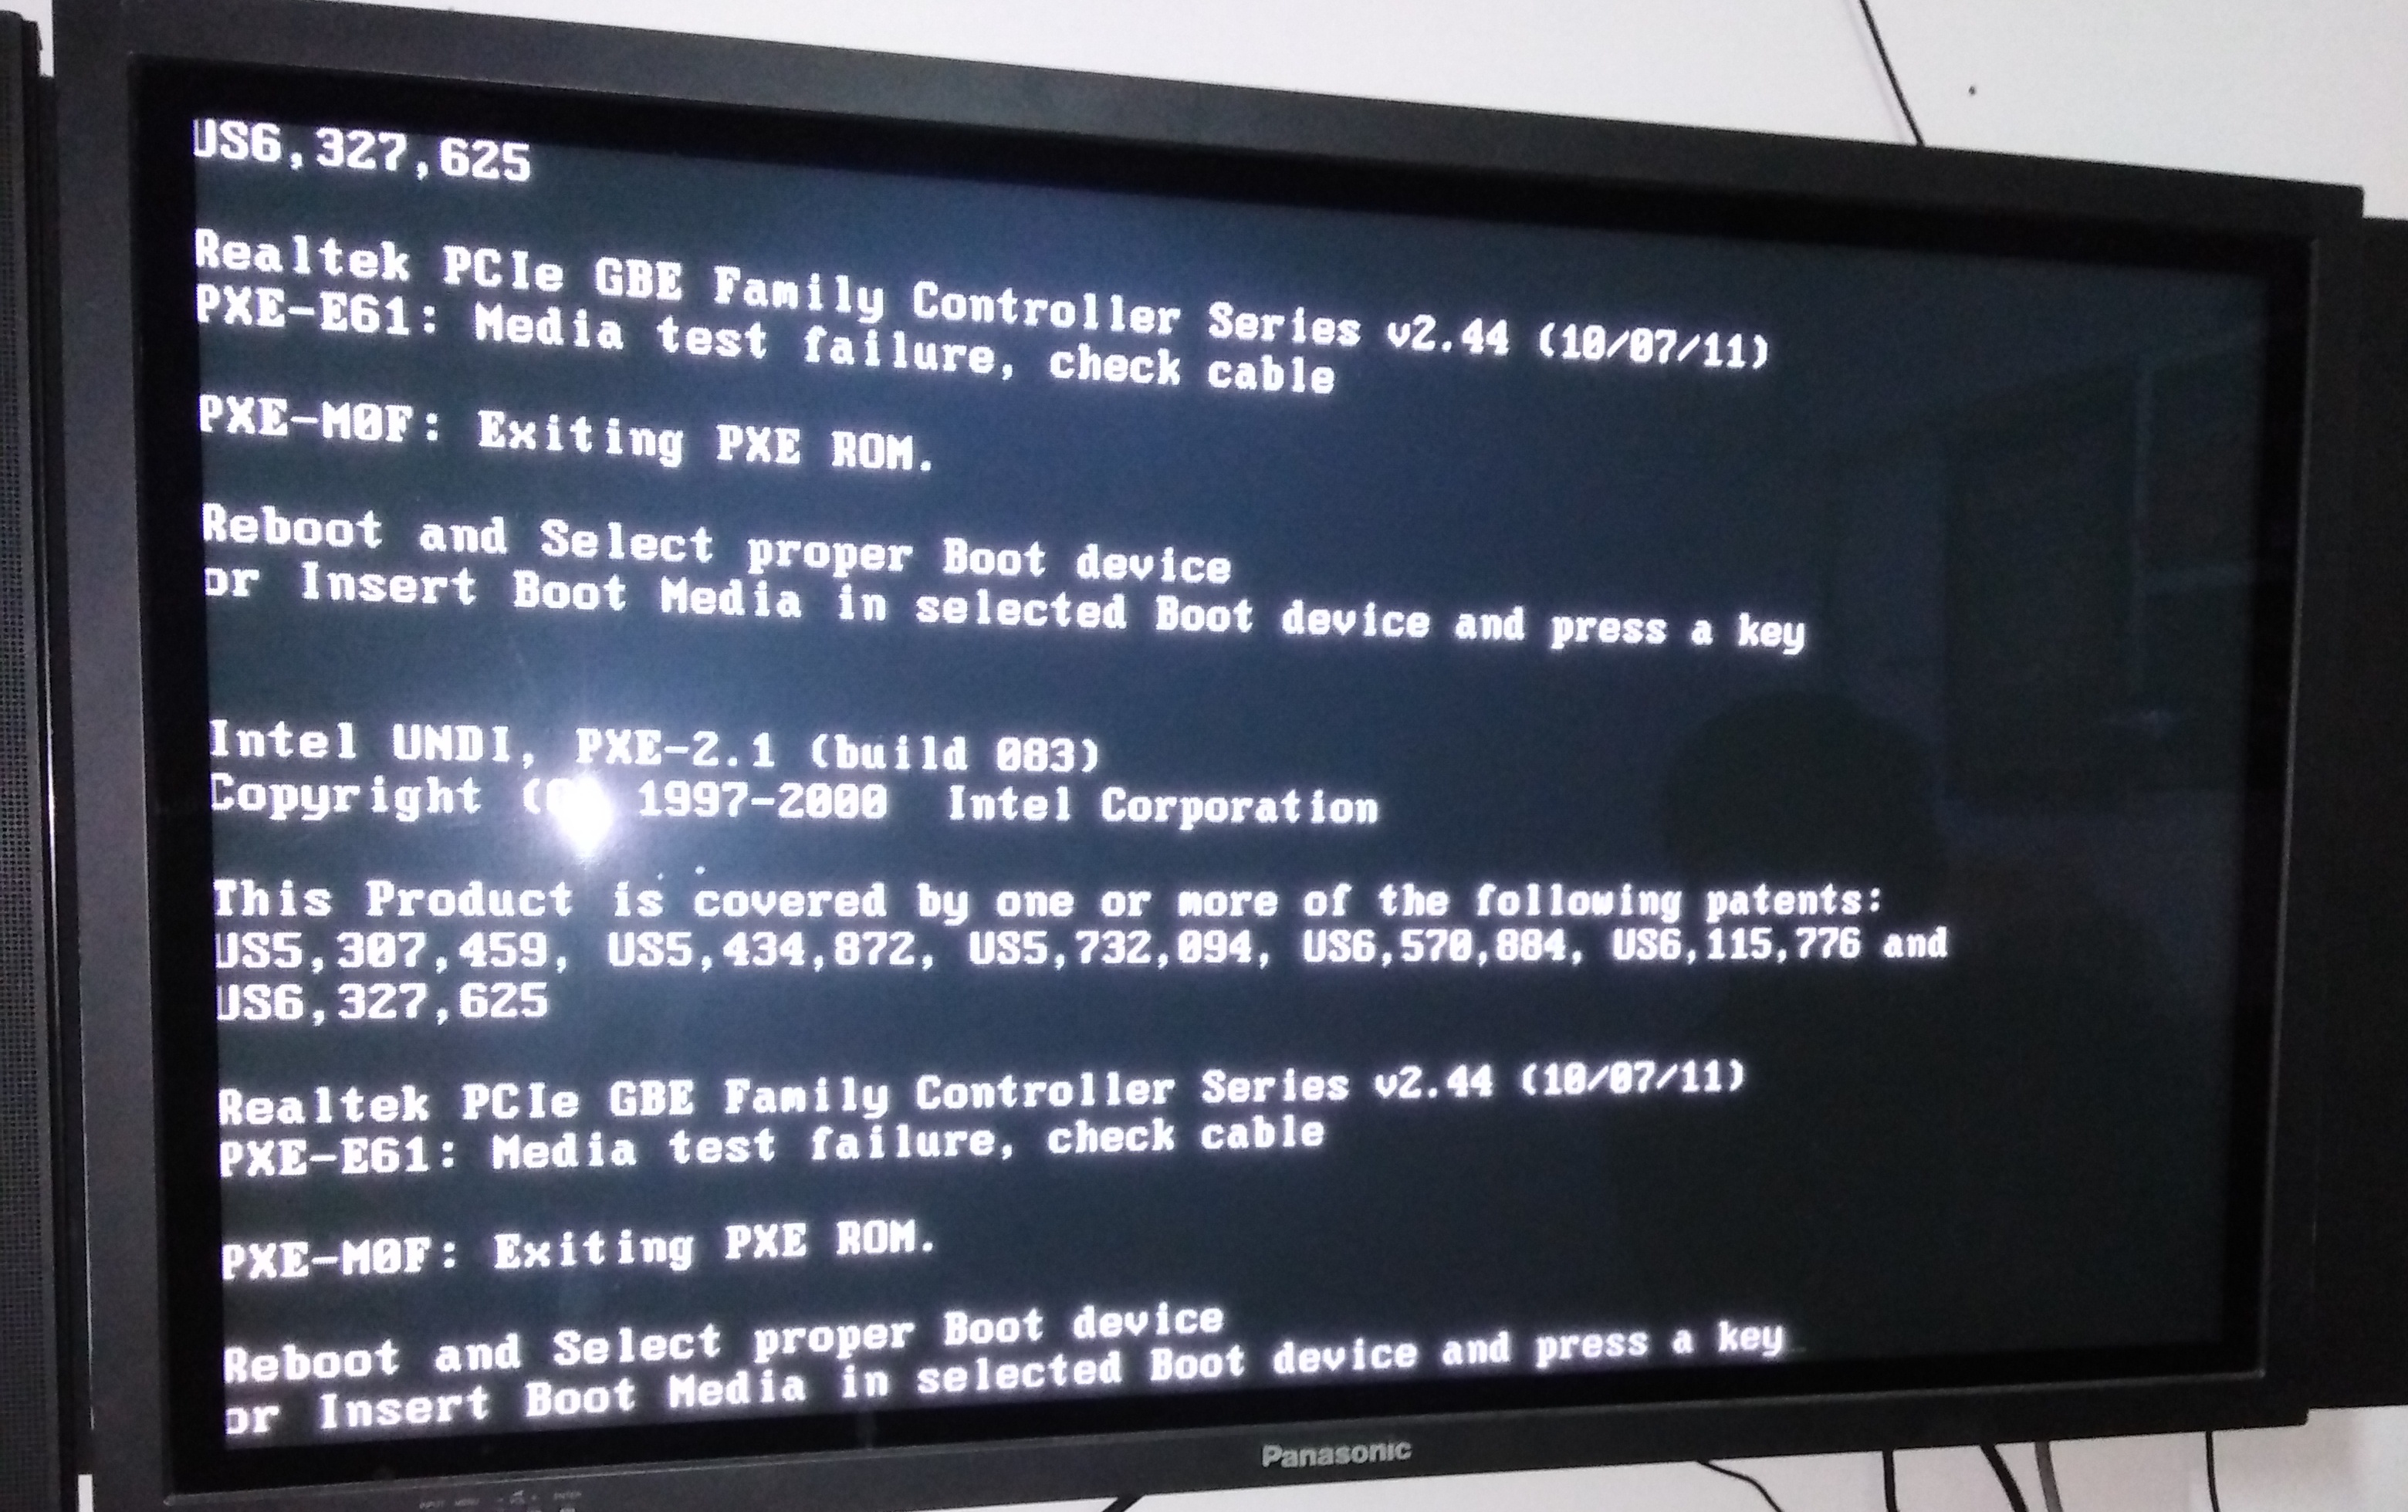 US6,327,625
Realtek PCIe GBE Family Controller Series v2.44 (10/07/11)
PXE-E61: Media test failure, check cable
PXE-M0F: Exiting PXE ROM.
Reboot and Select proper Boot device
or Insert Boot Media in selected Boot device and press a key
Intel UNDI, PXE-2.1 (build 083)
Copyright (C) 1997-2000 Intel Corporation
This Product is covered by one or more of the following patents:
US5,307,459, US5,434,872, US5,732,094, US6,570,884, US6,115,776 and
US6,327,625
Realtek PCIe GBE Family Controller Series v2.44 (10/07/11)
PXE-E61: Media test failure, check cable
PXE-M0F: Exiting PXE ROM.
Reboot and Select proper Boot device
or Insert Boot Media in selected Boot device and press a key
Panasonic